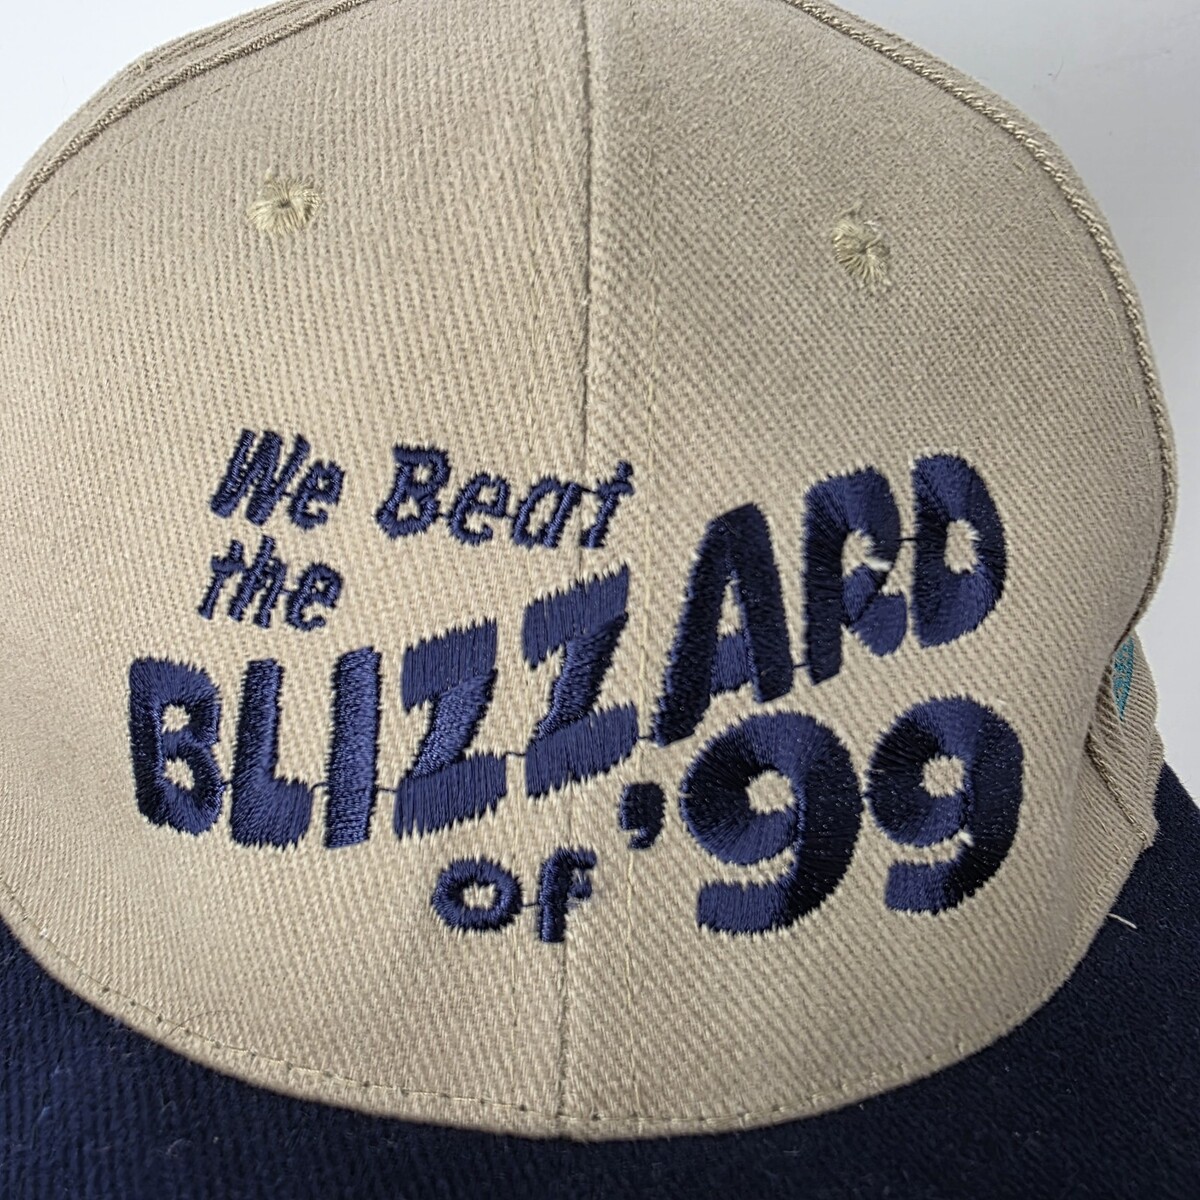 We Beat
the
BLIZZARD
of '99